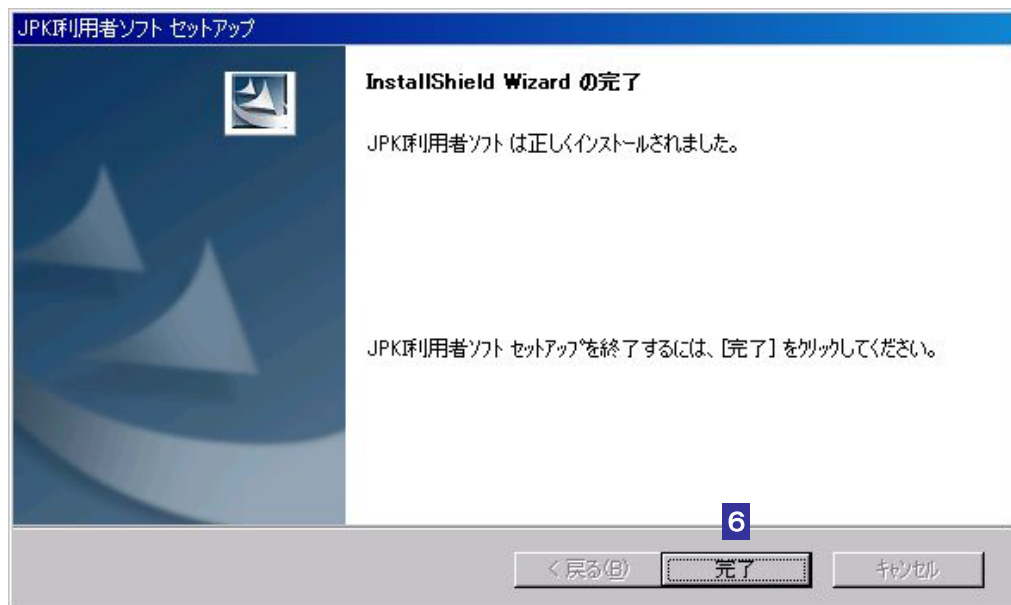 JPKI利用者ソフト セットアップ
InstallShield Wizard の完了
JPKI利用者ソフト は正しくインストールされました。
JPKI利用者ソフト セットアップを終了するには、[完了] をクリックしてください。
6
< 戻る(B) 完了 キャンセル